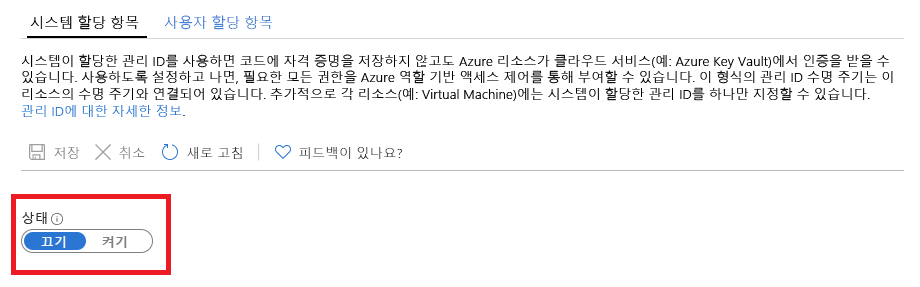 시스템 할당 항목 사용자 할당 항목
시스템이 할당한 관리 ID를 사용하면 코드에 자격 증명을 저장하지 않고도 Azure 리소스가 클라우드 서비스(예: Azure Key Vault)에서 인증을 받을 수
있습니다. 사용하도록 설정하고 나면, 필요한 모든 권한을 Azure 역할 기반 액세스 제어를 통해 부여할 수 있습니다. 이 형식의 관리 ID 수명 주기는 이
리소스의 수명 주기와 연결되어 있습니다. 추가적으로 각 리소스(예: Virtual Machine)에는 시스템이 할당한 관리 ID를 하나만 지정할 수 있습니다.
관리 ID에 대한 자세한 정보.
저장 취소 새로 고침 피드백이 있나요?
상태
끄기 켜기